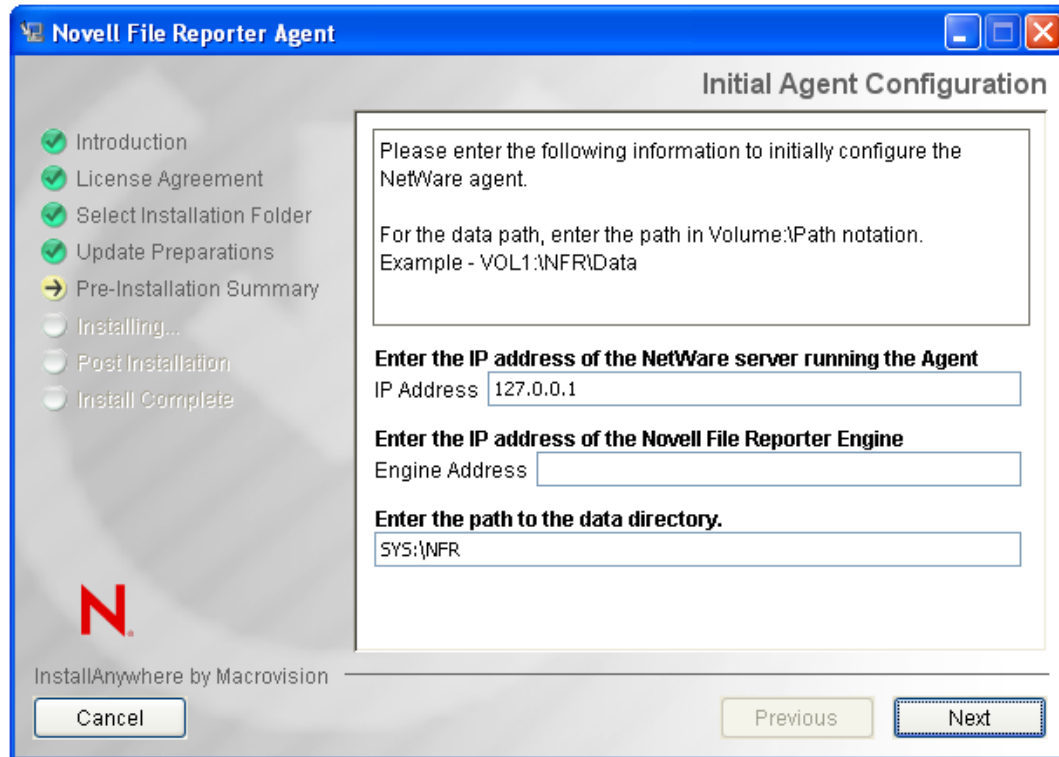 Novell File Reporter Agent
Initial Agent Configuration
Introduction
License Agreement
Select Installation Folder
Update Preparations
Pre-Installation Summary
Installing...
Post Installation
Install Complete
Please enter the following information to initially configure the
NetWare agent.
For the data path, enter the path in Volume:\Path notation.
Example - VOL1:\NFR\Data
Enter the IP address of the NetWare server running the Agent
IP Address 127.0.0.1
Enter the IP address of the Novell File Reporter Engine
Engine Address
Enter the path to the data directory.
SYS:\NFR
N
InstallAnywhere by Macrovision
Cancel Previous Next